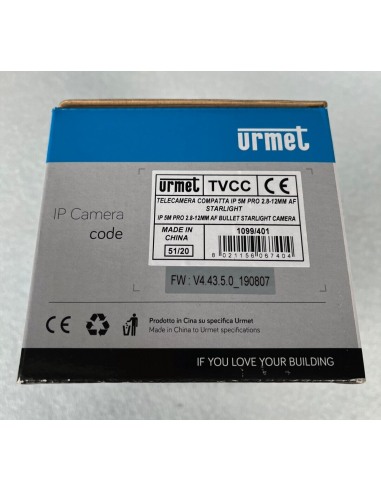 urmet
urmet TVCC CE
TELECAMERA COMPATTA IP 5M PRO 2.8-12MM AF
STARLIGHT
IP 5M PRO 2.8-12MM AF BULLET STARLIGHT CAMERA
MADE IN
CHINA
51/20
1099/401
8 021156 067404
IP Camera
code
FW : V4.43.5.0_190807
CE
Prodotto in Cina su specifica Urmet
Made in China to Urmet specifications
IF YOU LOVE YOUR BUILDING